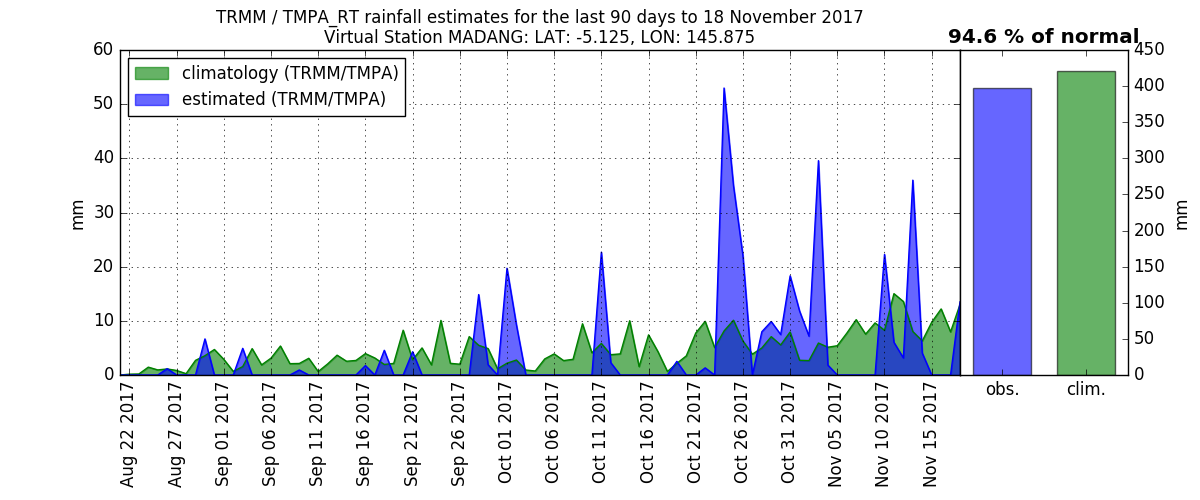 TRMM / TMPA_RT rainfall estimates for the last 90 days to 18 November 2017
Virtual Station MADANG: LAT: -5.125, LON: 145.875
94.6 % of normal
climatology (TRMM/TMPA)
estimated (TRMM/TMPA)
60
50
40
30
20
10
0
mm
Aug 22 2017
Aug 27 2017
Sep 01 2017
Sep 06 2017
Sep 11 2017
Sep 16 2017
Sep 21 2017
Sep 26 2017
Oct 01 2017
Oct 06 2017
Oct 11 2017
Oct 16 2017
Oct 21 2017
Oct 26 2017
Oct 31 2017
Nov 05 2017
Nov 10 2017
Nov 15 2017
obs.
clim.
450
400
350
300
250
200
150
100
50
0
mm